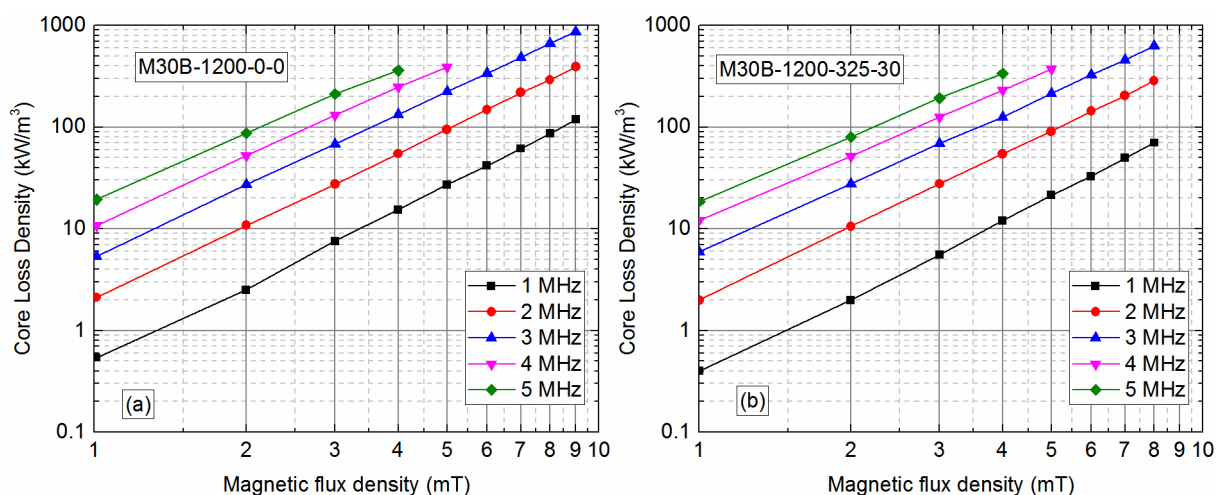 M30B-1200-0-0
Core Loss Density (kW/m³)
1000
100
10
1
0.1
1 MHz
2 MHz
3 MHz
4 MHz
5 MHz
(a)
1 2 3 4 5 6 7 8 9 10
Magnetic flux density (mT)
M30B-1200-325-30
Core Loss Density (kW/m³)
1000
100
10
1
0.1
1 MHz
2 MHz
3 MHz
4 MHz
5 MHz
(b)
1 2 3 4 5 6 7 8 9 10
Magnetic flux density (mT)